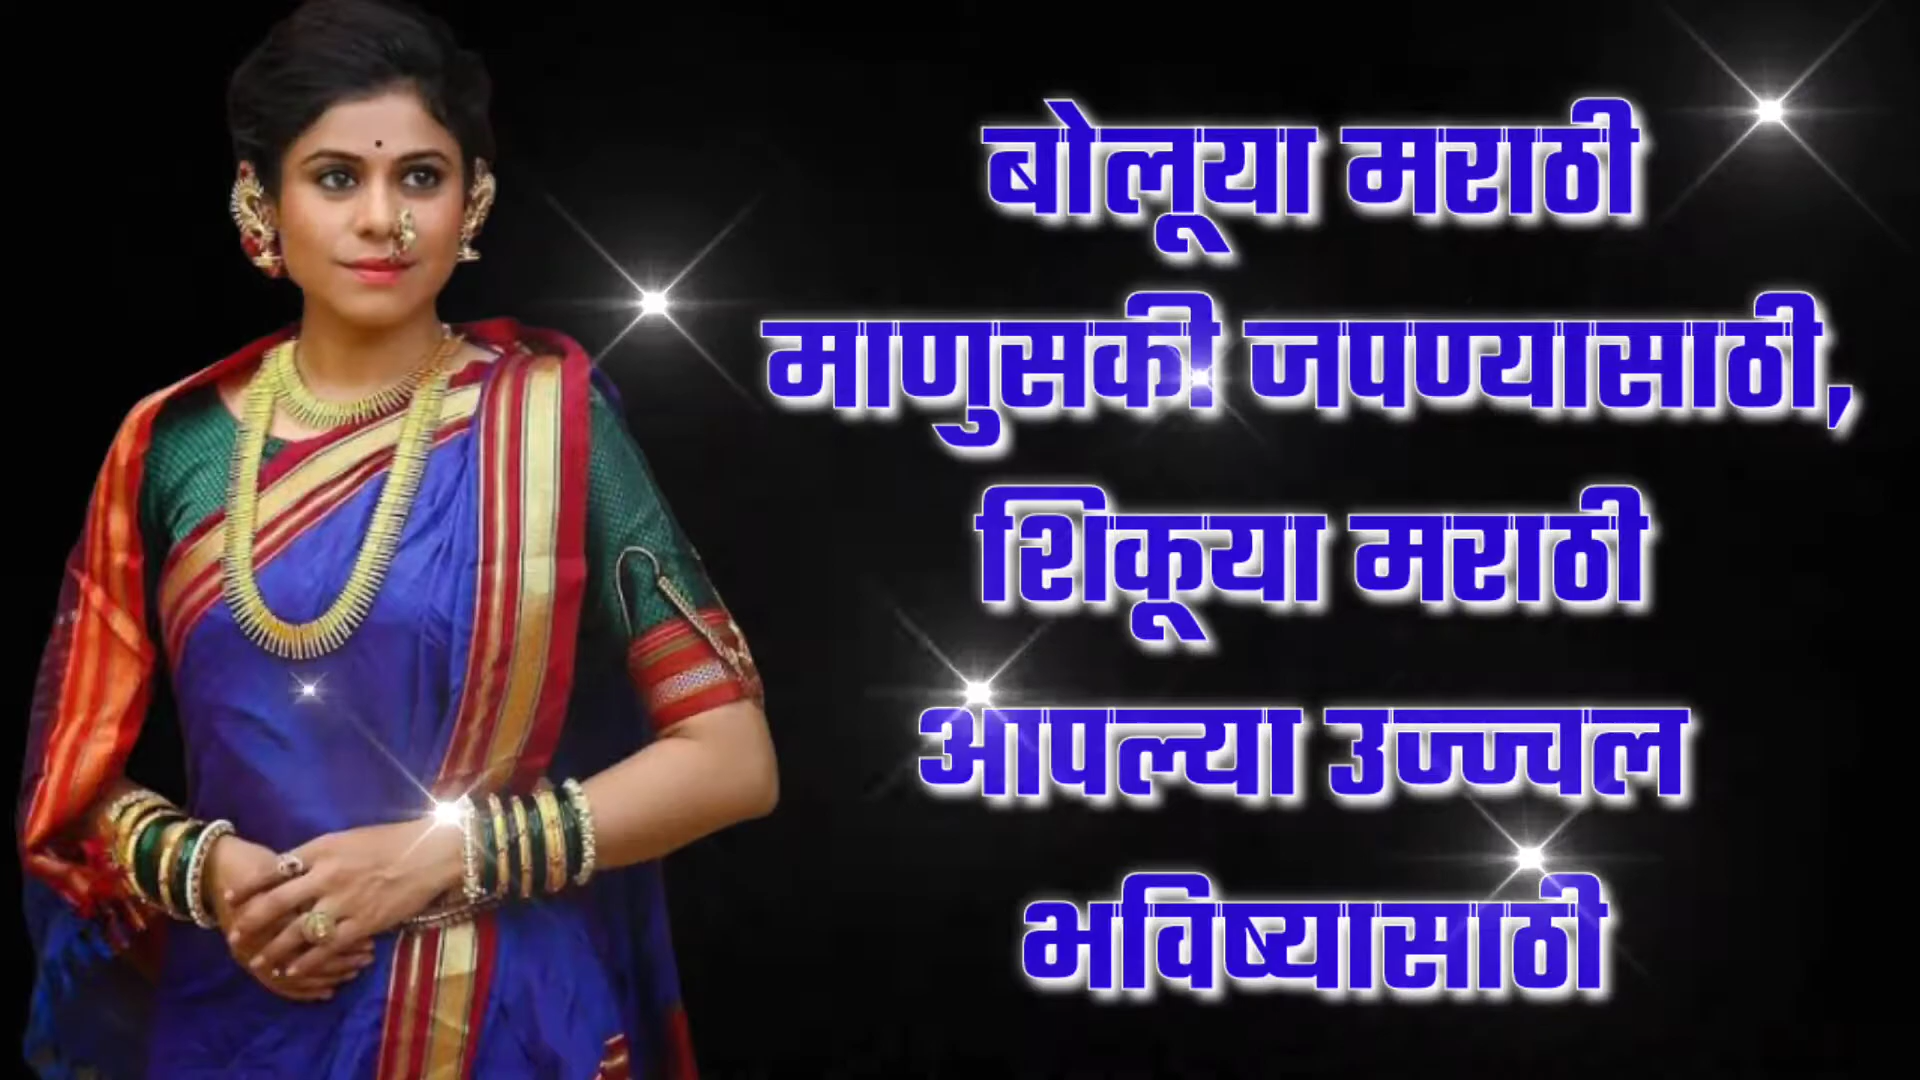 बोलूया मराठी
माणुसकी जपण्यासाठी,
शिकूया मराठी
आपल्या उज्ज्वल
भविष्यासाठी